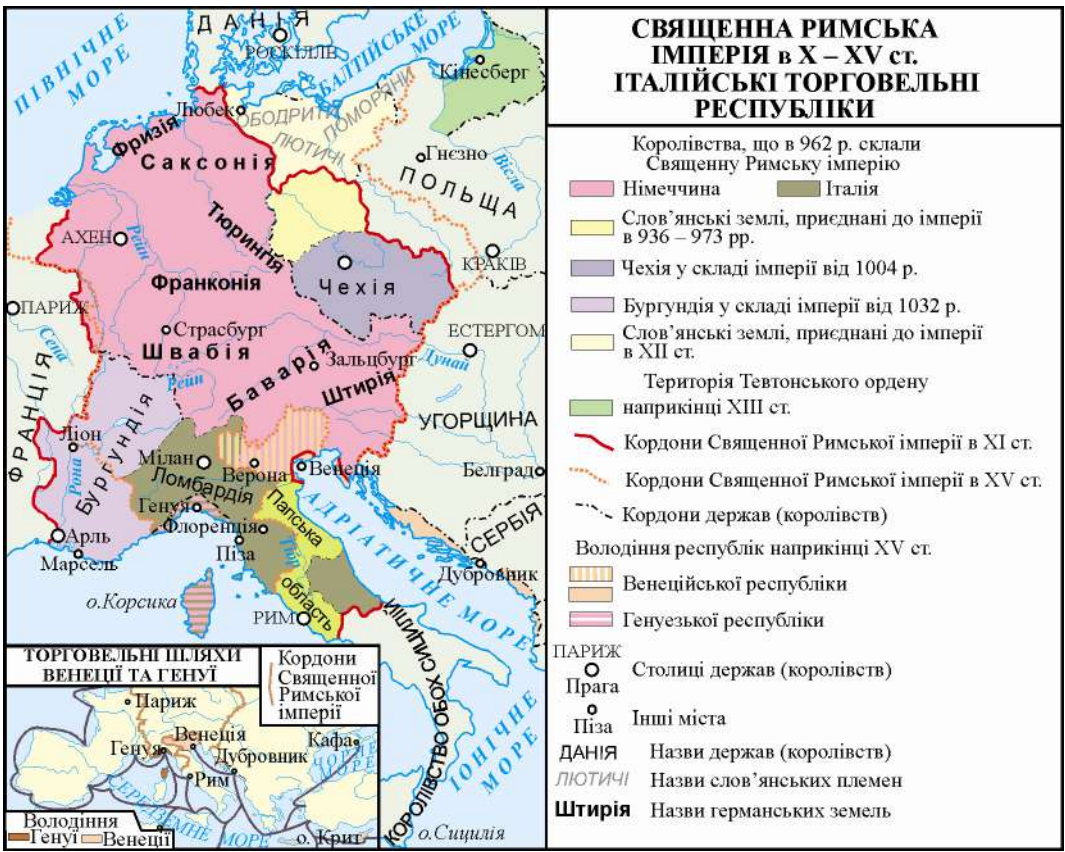 ПІВНІЧНЕ
МОРЕ
ДАНІЯ
РОСКІЛЛЕ
БАЛТІЙСЬКЕ
МОРЕ
Кінесберг
Любек
ОБОДРИТИ
ЛЮТИЧІ
ПОМОРЯНИ
Фризія
Саксонія
Гнєзно
Вісла
ПОЛЬЩА
Тюрингія
АХЕН
Рейн
КРАКІВ
Франконія
Чехія
ПАРИЖ
Страсбург
ЕСТЕРГОМ
Сена
Швабія
Баварія
Зальцбург
Дунай
Рейн
Штирія
ФРАНЦІЯ
УГОРЩИНА
Бургундія
Ліон
Рона
Мілан
Верона
Венеція
Белград
Ломбардія
Генуя
Папська
область
АДРІАТИЧНЕ МОРЕ
СЕРБІЯ
Флоренція
Арль
Піза
Тібр
Марсель
Дубровник
о.Корсика
РИМ
КОРОЛІВСТВО ОБОХ СИЦИЛІЙ
ІОНІЧНЕ
МОРЕ
о.Сицилія
ТОРГОВЕЛЬНІ ШЛЯХИ
ВЕНЕЦІЇ ТА ГЕНУЇ
Кордони
Священної
Римської
імперії
Париж
Венеція
Генуя
Кафа
Дубровник
ЧОРНЕ
МОРЕ
Рим
СЕРЕДЗЕМНЕ МОРЕ
о. Крит
Володіння
Генуї
Венеції
СВЯЩЕННА РИМСЬКА
ІМПЕРІЯ в X – XV ст.
ІТАЛІЙСЬКІ ТОРГОВЕЛЬНІ
РЕСПУБЛІКИ
Королівства, що в 962 р. склали
Священну Римську імперію
Німеччина
Італія
Слов’янські землі, приєднані до імперії
в 936 – 973 рр.
Чехія у складі імперії від 1004 р.
Бургундія у складі імперії від 1032 р.
Слов’янські землі, приєднані до імперії
в XII ст.
Територія Тевтонського ордену
наприкінці XIII ст.
Кордони Священної Римської імперії в XI ст.
Кордони Священної Римської імперії в XV ст.
Кордони держав (королівств)
Володіння республік наприкінці XV ст.
Венеційської республіки
Генуезької республіки
ПАРИЖ
Прага
Столиці держав (королівств)
Піза
Інші міста
ДАНІЯ
Назви держав (королівств)
ЛЮТИЧІ
Назви слов’янських племен
Штирія
Назви германських земель